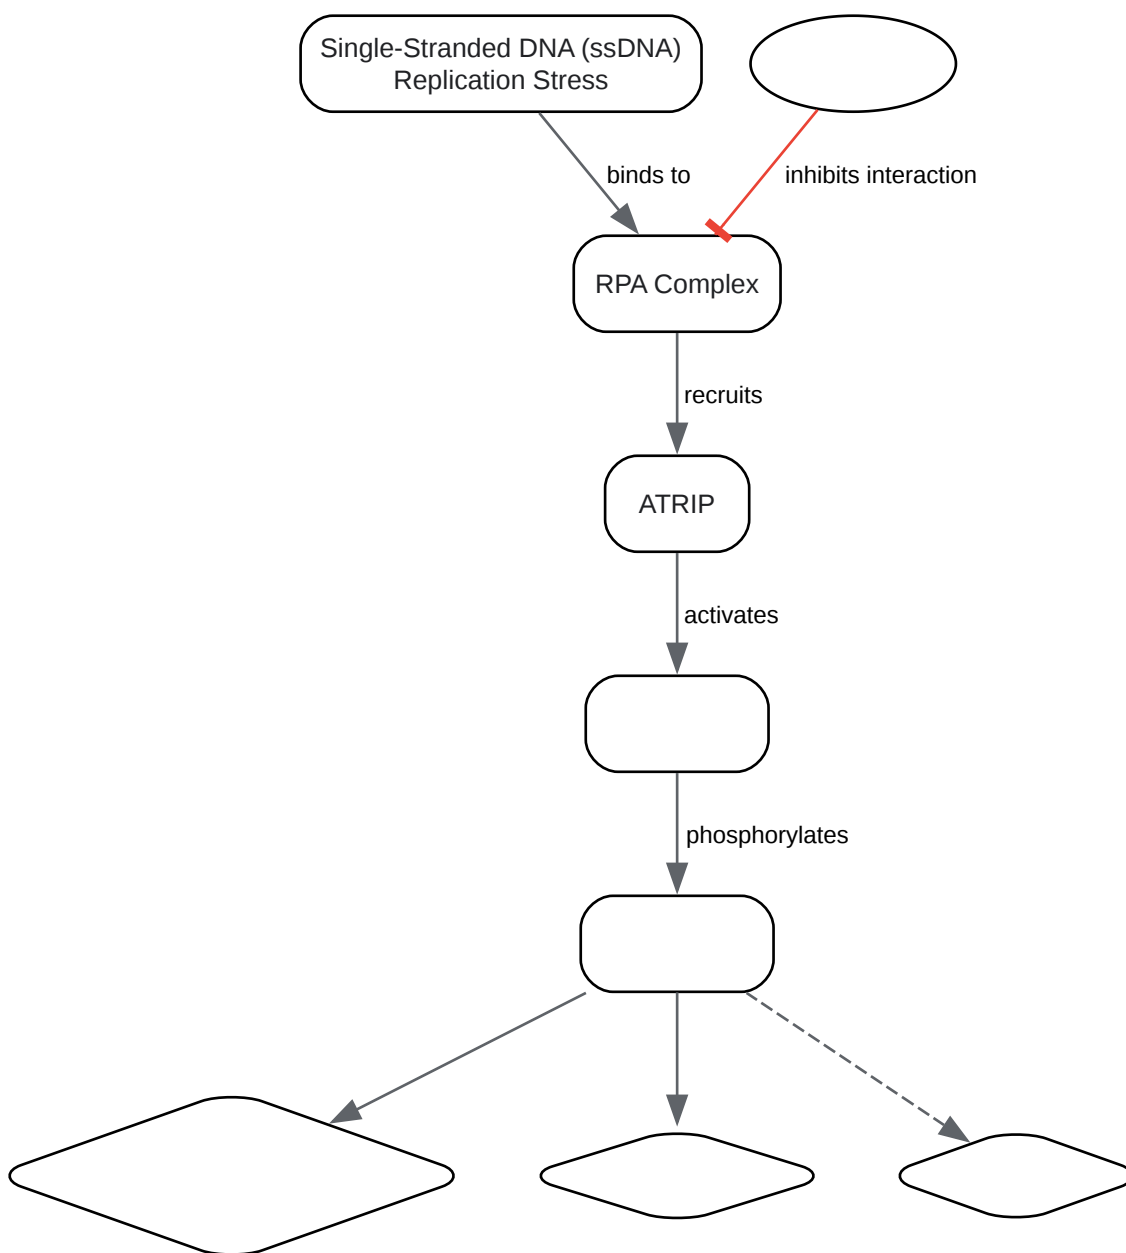 Single-Stranded DNA (ssDNA)
Replication Stress
binds to
inhibits interaction
RPA Complex
recruits
ATRIP
activates
phosphorylates